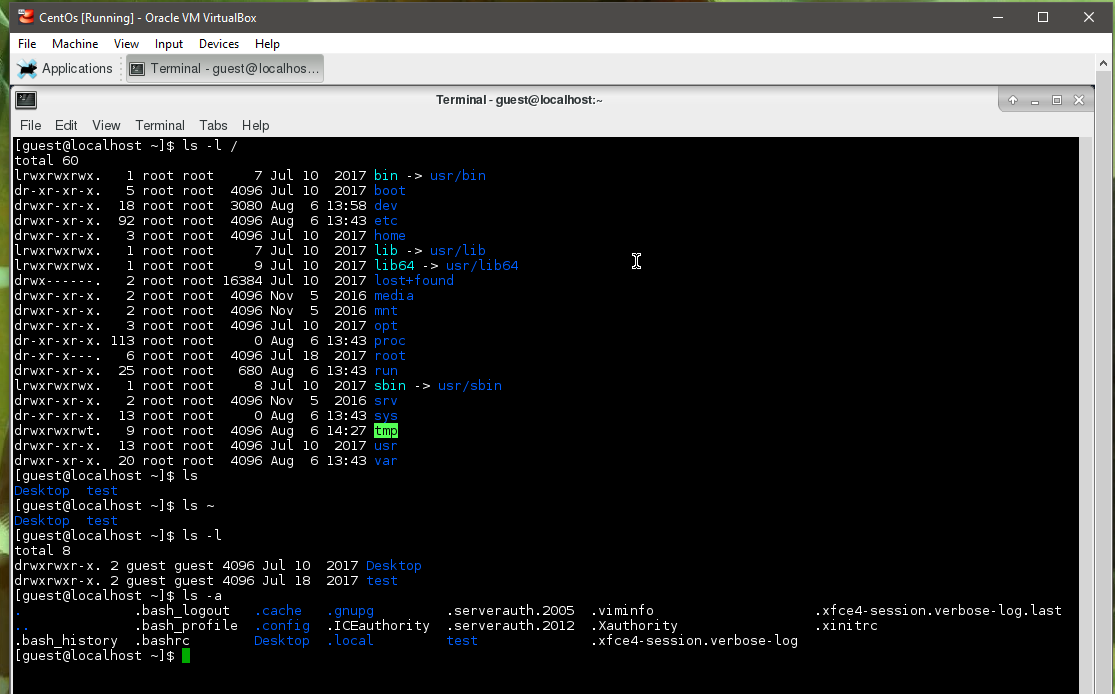 CentOs [Running] - Oracle VM VirtualBox
File Machine View Input Devices Help
Applications Terminal - guest@localhos...
Terminal - guest@localhost:~
File Edit View Terminal Tabs Help
[guest@localhost ~]$ ls -l /
total 60
lrwxrwxrwx.   1 root root     7 Jul 10  2017 bin -> usr/bin
dr-xr-xr-x.   5 root root  4096 Jul 10  2017 boot
drwxr-xr-x.  18 root root  3080 Aug  6 13:58 dev
drwxr-xr-x.  92 root root  4096 Aug  6 13:43 etc
drwxr-xr-x.   3 root root  4096 Jul 10  2017 home
lrwxrwxrwx.   1 root root     7 Jul 10  2017 lib -> usr/lib
lrwxrwxrwx.   1 root root     9 Jul 10  2017 lib64 -> usr/lib64
drwx------.   2 root root 16384 Jul 10  2017 lost+found
drwxr-xr-x.   2 root root  4096 Nov  5  2016 media
drwxr-xr-x.   2 root root  4096 Nov  5  2016 mnt
drwxr-xr-x.   3 root root  4096 Jul 10  2017 opt
dr-xr-xr-x. 113 root root     0 Aug  6 13:43 proc
dr-xr-x---.   6 root root  4096 Jul 18  2017 root
drwxr-xr-x.  25 root root   680 Aug  6 13:43 run
lrwxrwxrwx.   1 root root     8 Jul 10  2017 sbin -> usr/sbin
drwxr-xr-x.   2 root root  4096 Nov  5  2016 srv
dr-xr-xr-x.  13 root root     0 Aug  6 13:43 sys
drwxrwxrwt.   9 root root  4096 Aug  6 14:27 tmp
drwxr-xr-x.  13 root root  4096 Jul 10  2017 usr
drwxr-xr-x.  20 root root  4096 Aug  6 13:43 var
[guest@localhost ~]$ ls
Desktop  test
[guest@localhost ~]$ ls ~
Desktop  test
[guest@localhost ~]$ ls -l
total 8
drwxrwxr-x. 2 guest guest 4096 Jul 10  2017 Desktop
drwxrwxr-x. 2 guest guest 4096 Jul 18  2017 test
[guest@localhost ~]$ ls -a
.              .bash_logout   .cache   .gnupg         .serverauth.2005  .viminfo                    .xfce4-session.verbose-log.last
..             .bash_profile  .config  .ICEauthority  .serverauth.2012  .Xauthority                 .xinitrc
.bash_history  .bashrc        Desktop  .local         test              .xfce4-session.verbose-log
[guest@localhost ~]$